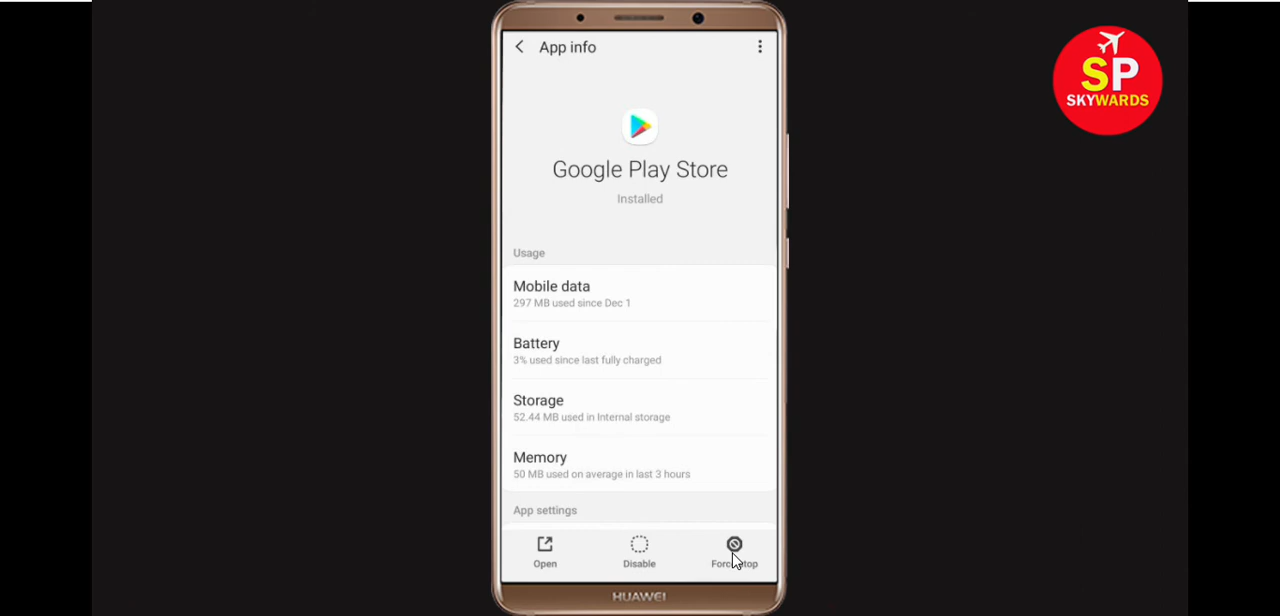 App info
SP
SKYWARDS
Google Play Store
Installed
Usage
Mobile data
297 MB used since Dec 1
Battery
3% used since last fully charged
Storage
52.44 MB used in Internal storage
Memory
50 MB used on average in last 3 hours
App settings
Open
Disable
Force stop
HUAWEI